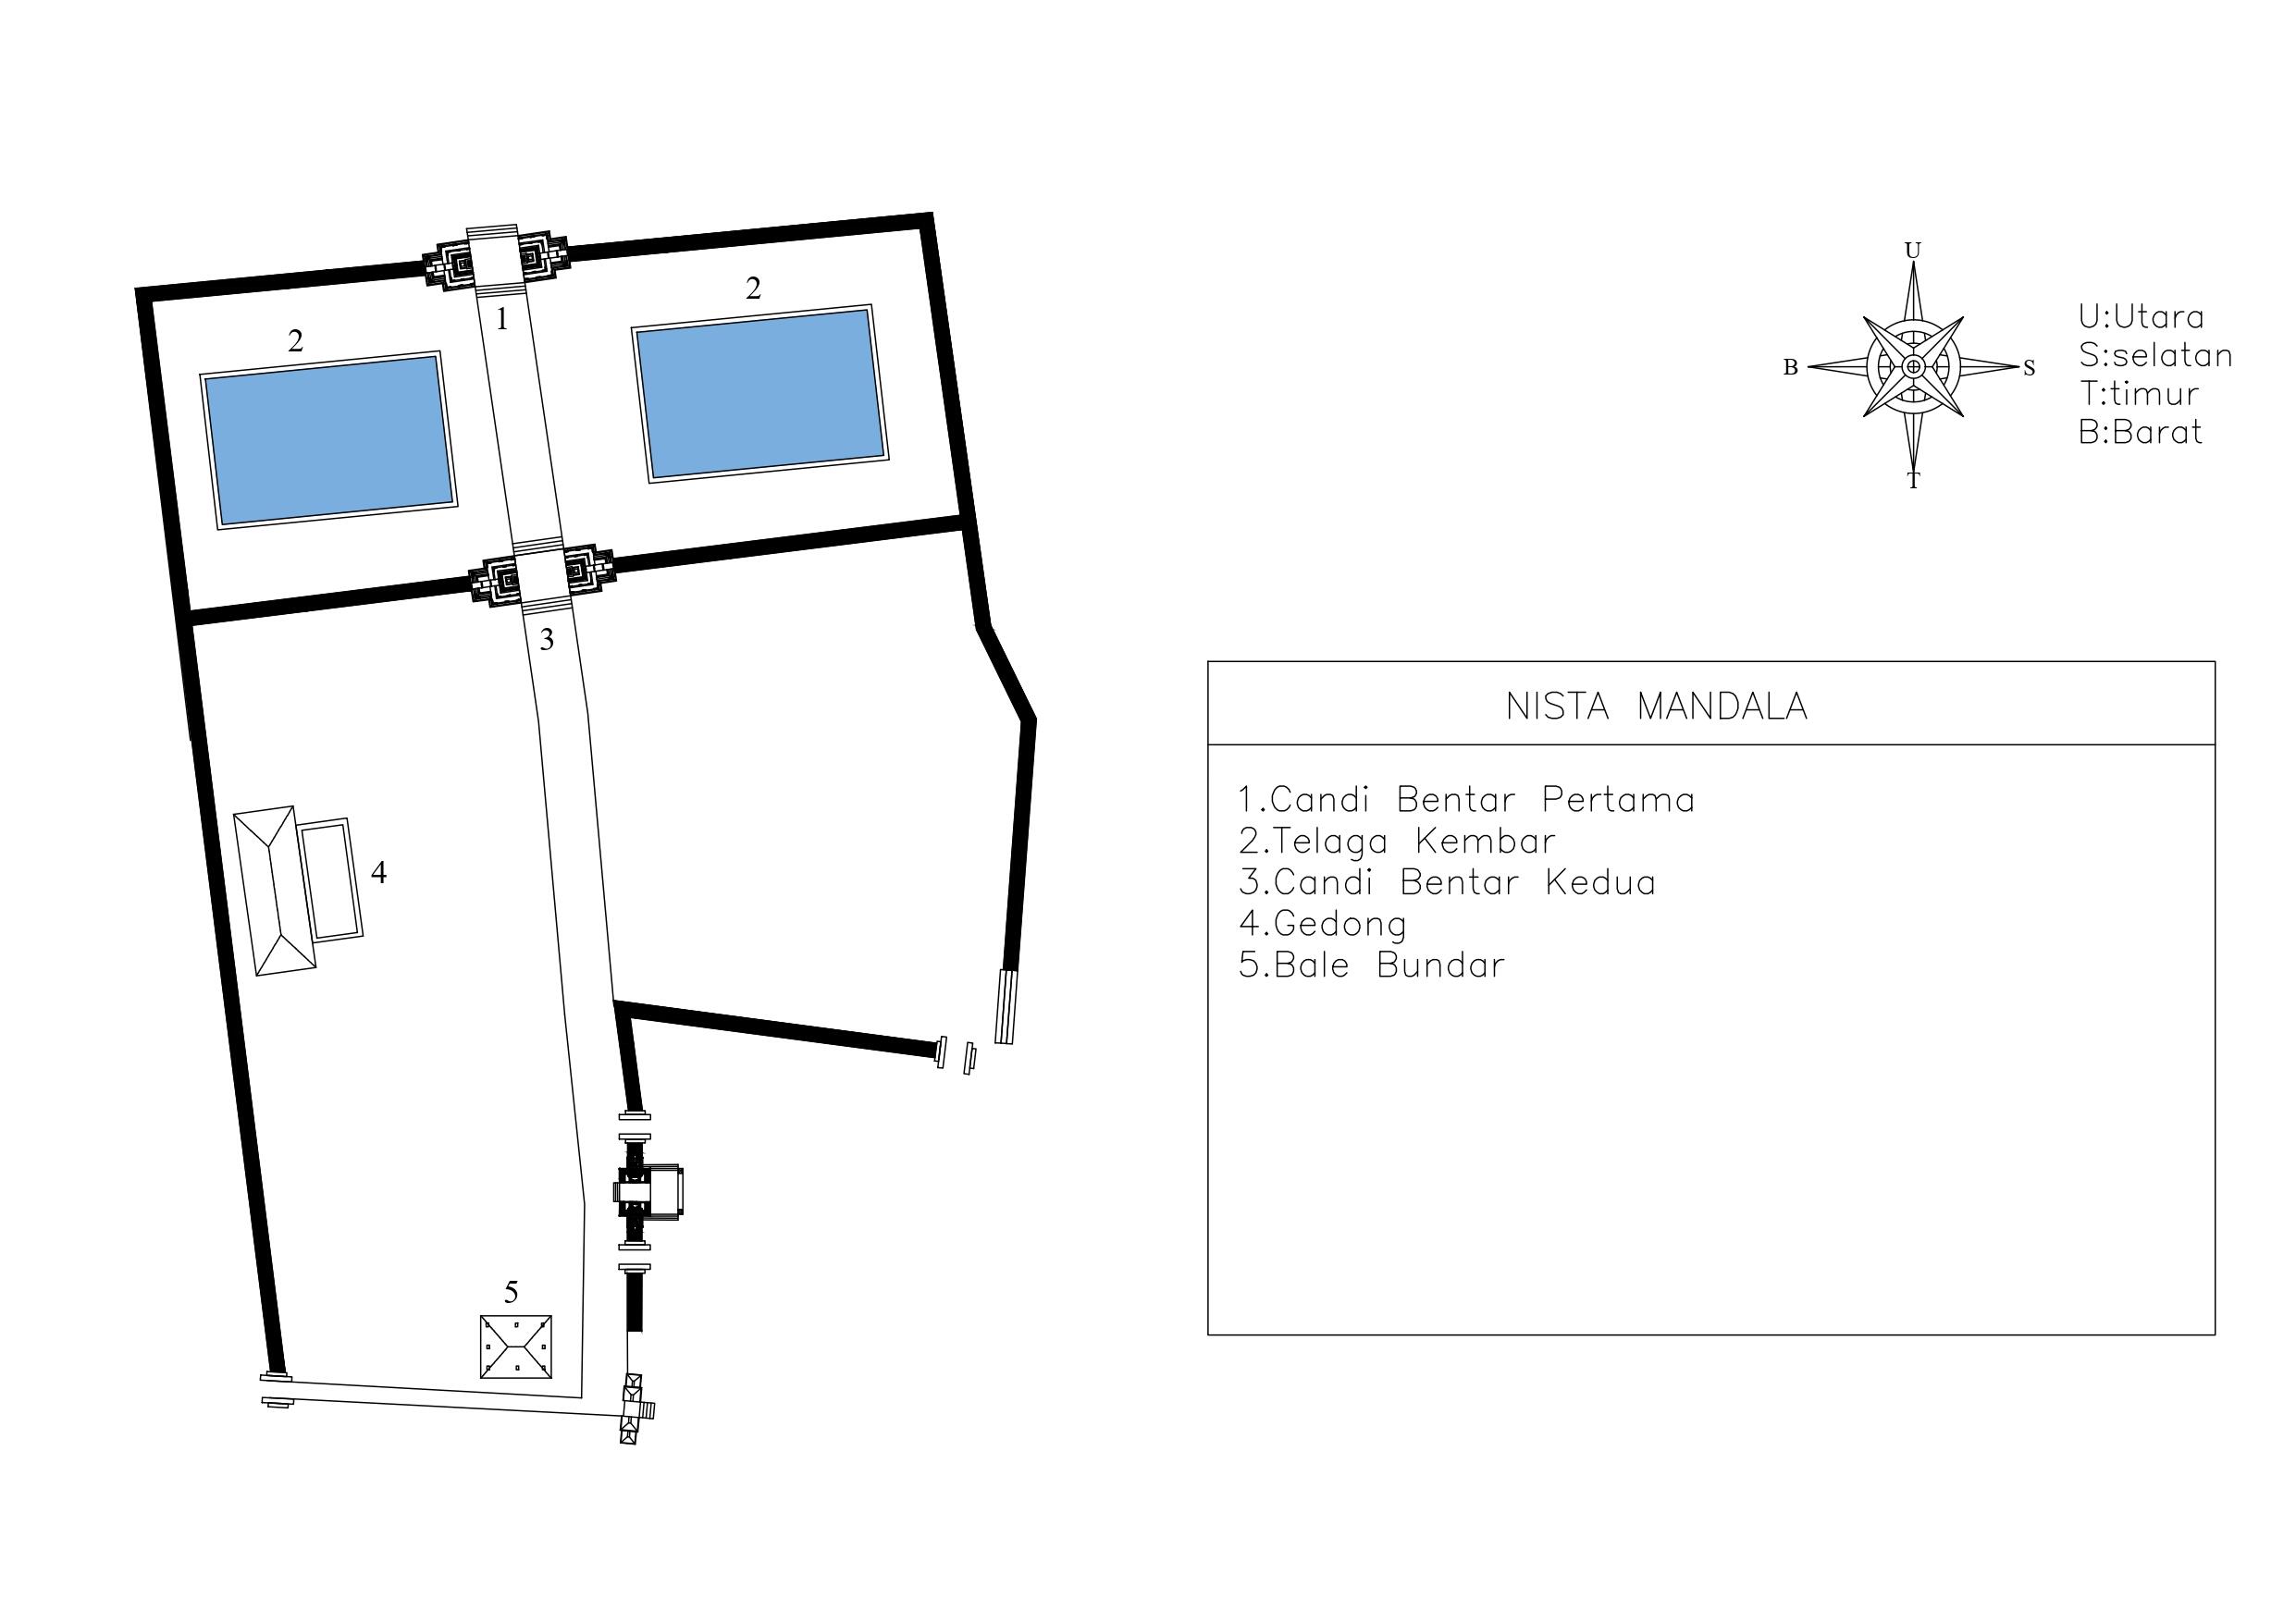 1
2
2
3
4
5
U
B
S
T
U:Utara
S:selatan
T:timur
B:Barat
NISTA MANDALA
1.Candi Bentar Pertama
2.Telaga Kembar
3.Candi Bentar Kedua
4.Gedong
5.Bale Bundar